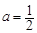 a = 1/2